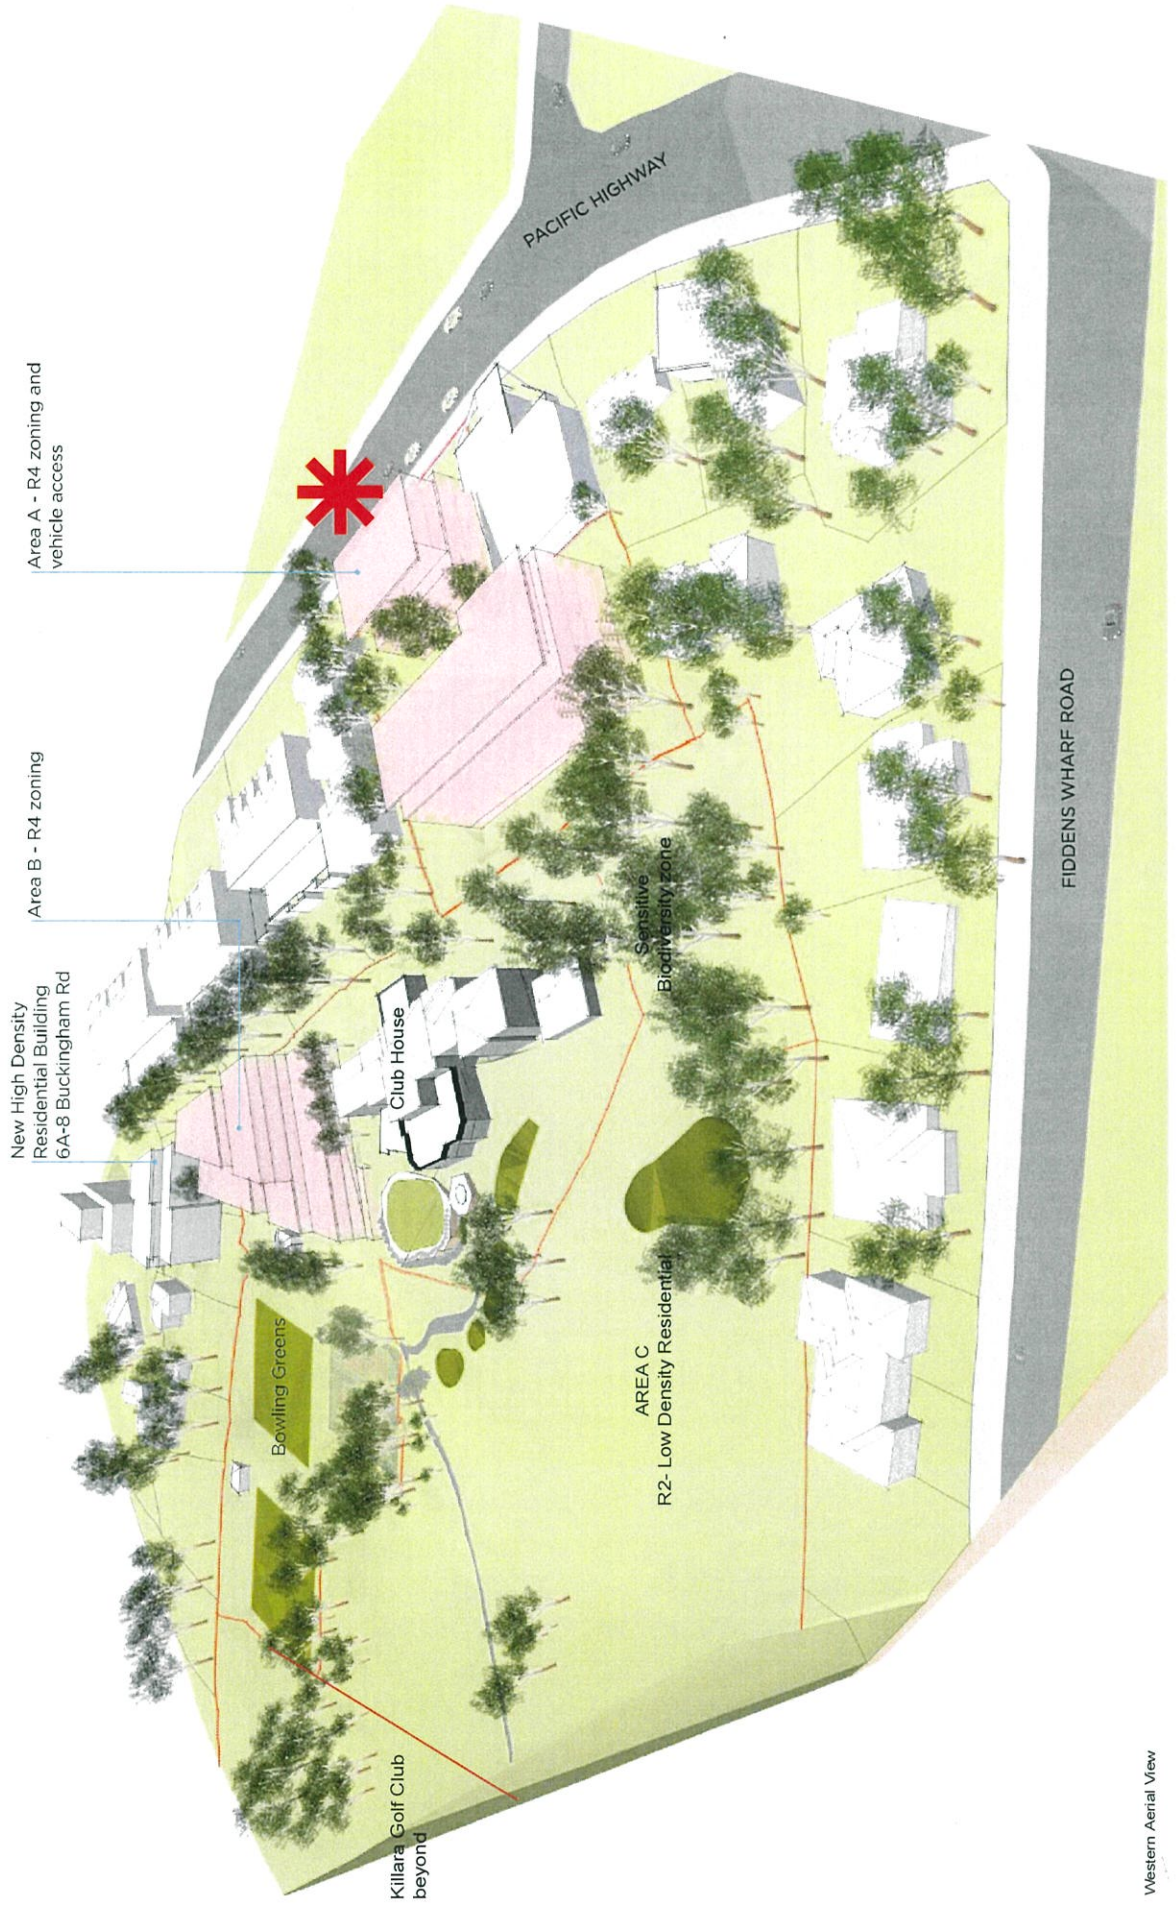 New High Density
Residential Building
6A-8 Buckingham Rd
Area B - R4 zoning
Area A - R4 zoning and
vehicle access
PACIFIC HIGHWAY
Bowling Greens
Club House
Killara Golf Club
beyond
AREA C
R2- Low Density Residential
Sensitive
Biodiversity zone
FIDDENS WHARF ROAD
Western Aerial View